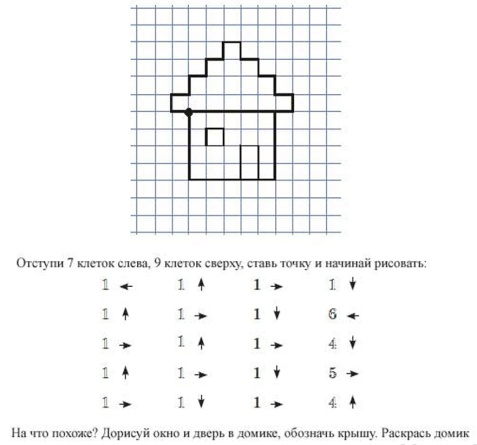 Отступи 7 клеток слева, 9 клеток сверху, ставь точку и начинай рисовать:
1 ← 1 ↑ 1 → 1 ↓
1 ↑ 1 → 1 ↓ 6 ←
1 → 1 ↑ 1 → 4 ↓
1 ↑ 1 → 1 ↓ 5 →
1 → 1 ↓ 1 → 4 ↑
На что похоже? Дорисуй окно и дверь в домике, обозначь крышу. Раскрась домик